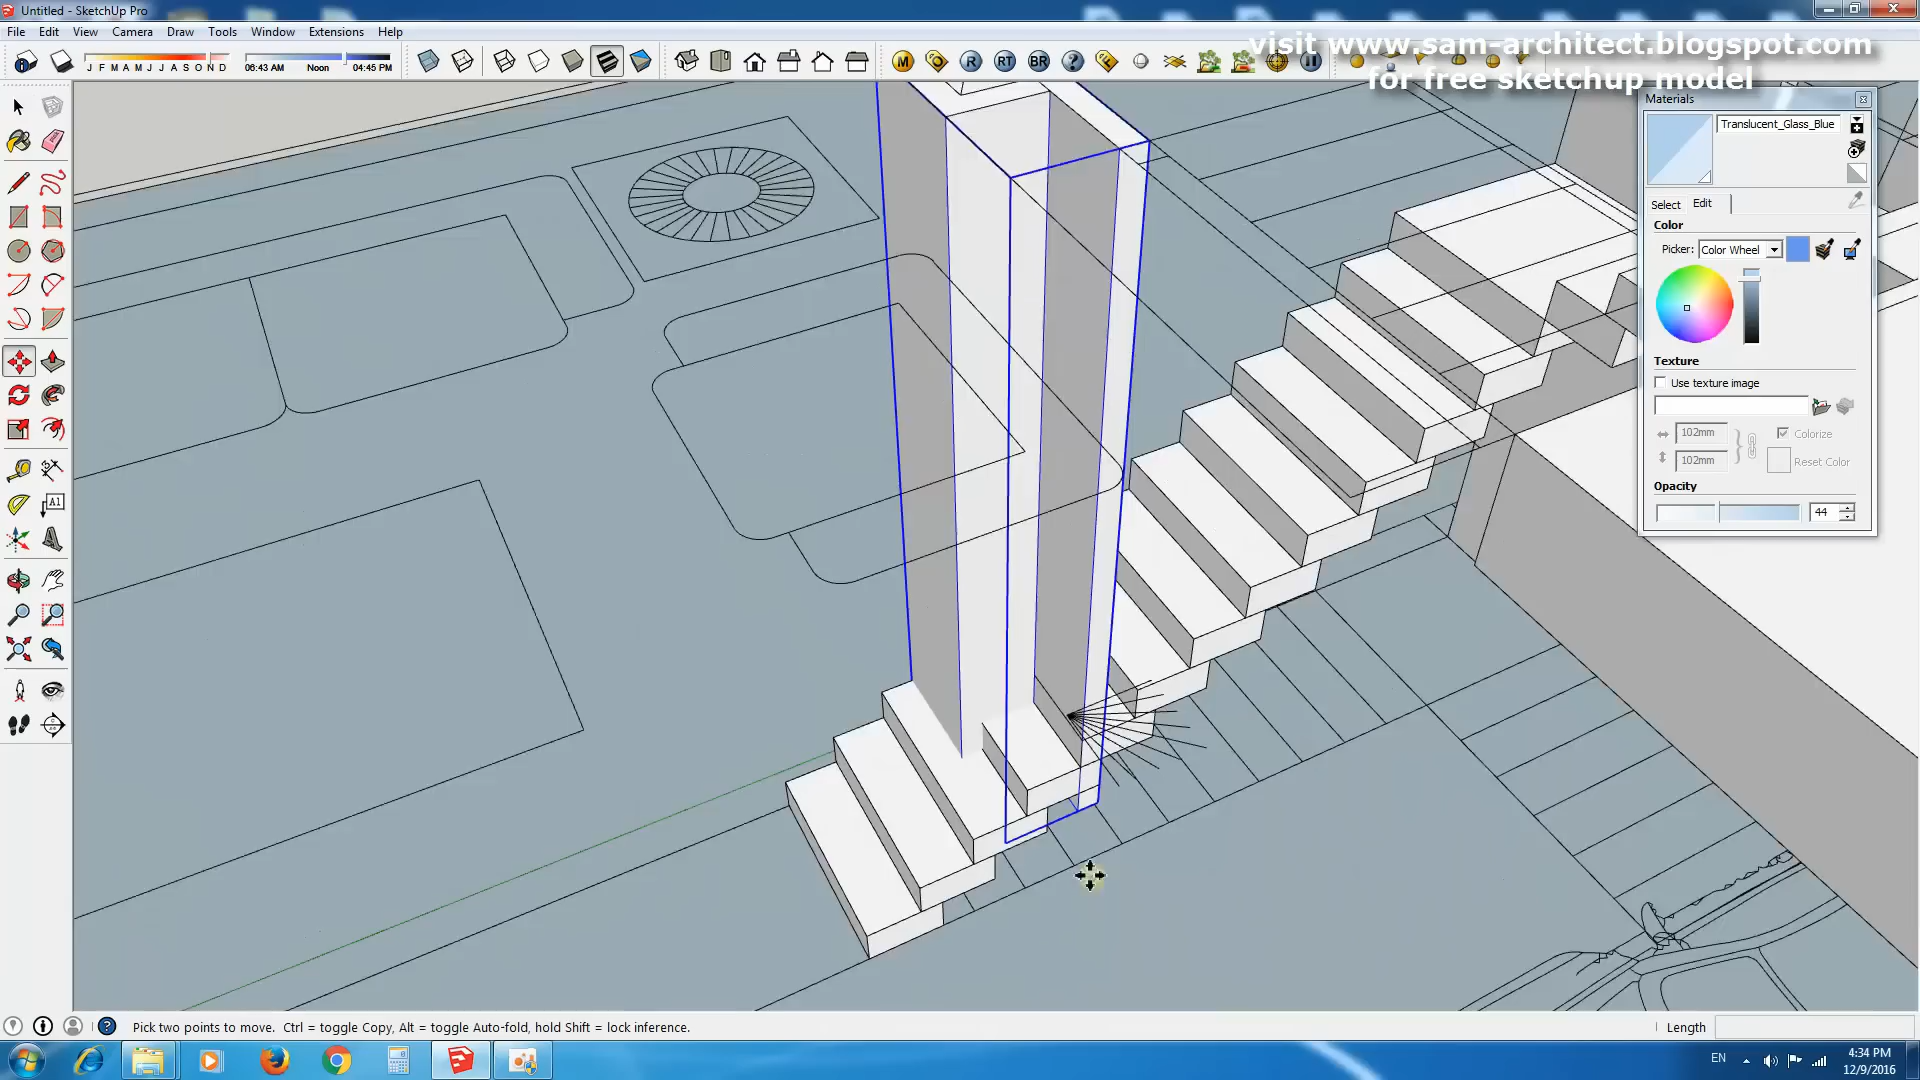 Untitled - SketchUp Pro
File Edit View Camera Draw Tools Window Extensions Help
J F M A M J J A S O N D
06:43 AM Noon 04:45 PM
M R RT BR ?
visit www.sam-architect.blogspot.com
for free sketchup model
Materials
Translucent_Glass_Blue
Select Edit
Color
Picker: Color Wheel
Texture
Use texture image
102mm
Colorize
102mm
Reset Color
Opacity
44
A1
Pick two points to move. Ctrl = toggle Copy, Alt = toggle Auto-fold, hold Shift = lock inference.
Length
EN
4:34 PM
12/9/2016